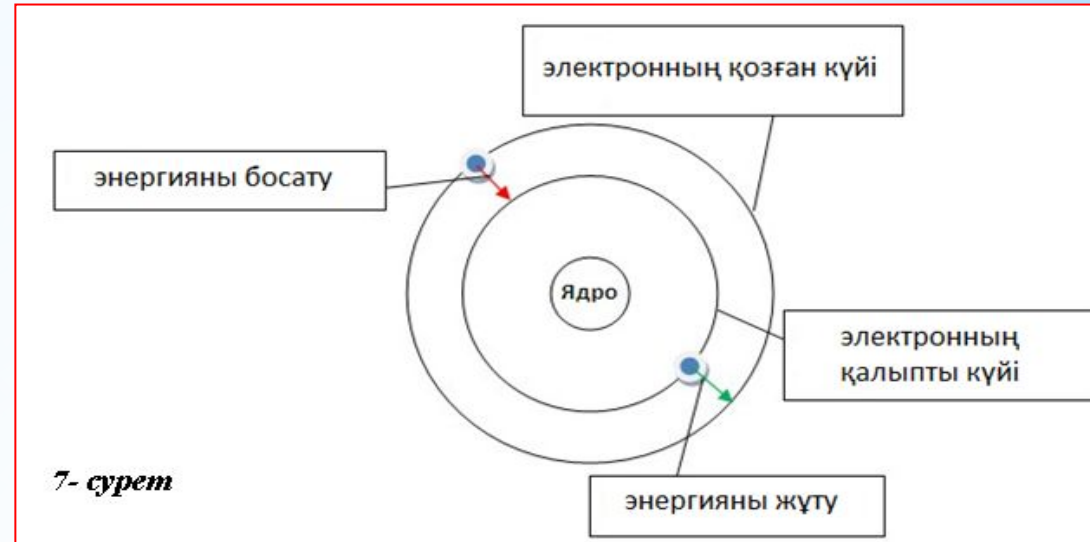 электронның қозған күйі
энергияны босату
Ядро
электронның
қалыпты күйі
энергияны жұту
7- сурет